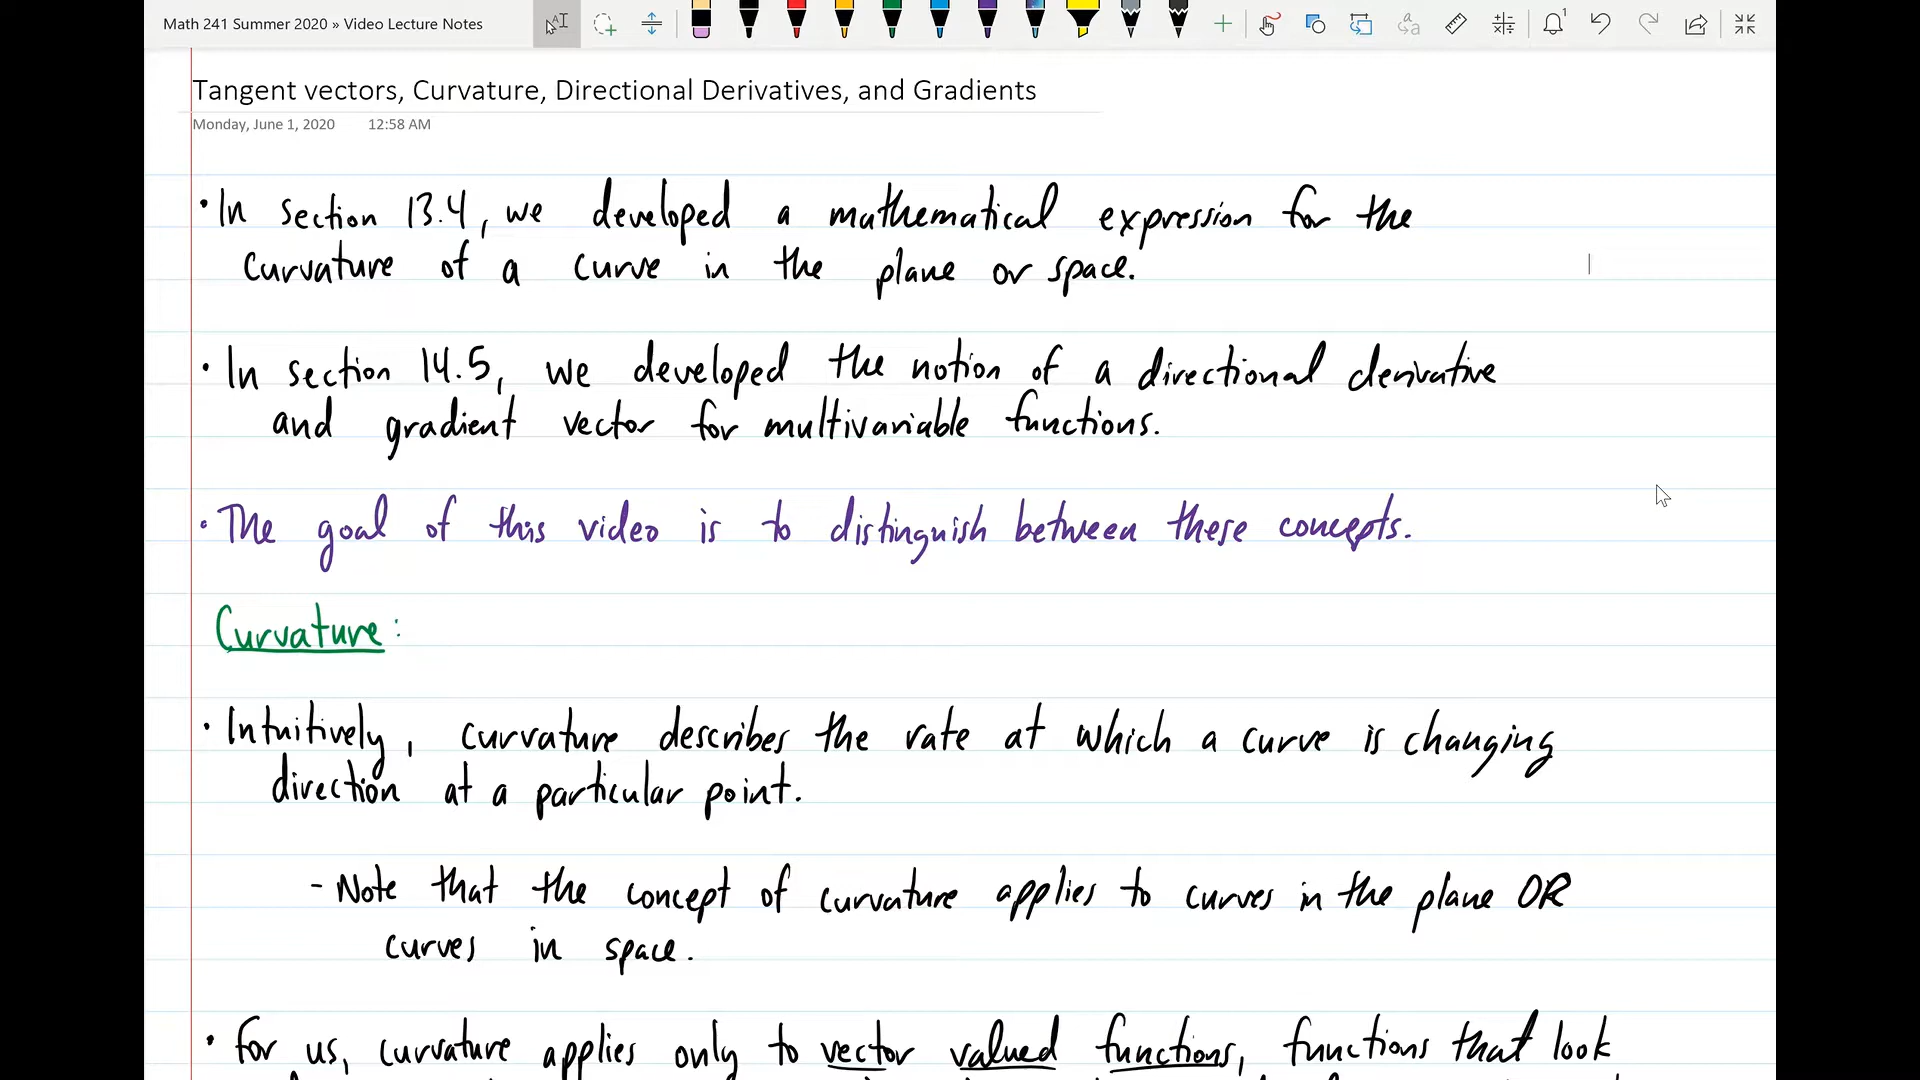 Math 241 Summer 2020 » Video Lecture Notes
Tangent vectors, Curvature, Directional Derivatives, and Gradients
Monday, June 1, 2020 12:58 AM
• In section 13.4, we developed a mathematical expression for the
curvature of a curve in the plane or space.
• In section 14.5, we developed the notion of a directional derivative
and gradient vector for multivariable functions.
• The goal of this video is to distinguish between these concepts.
Curvature:
• Intuitively, curvature describes the rate at which a curve is changing
direction at a particular point.
- Note that the concept of curvature applies to curves in the plane OR
curves in space.
• For us, curvature applies only to vector valued functions, functions that look